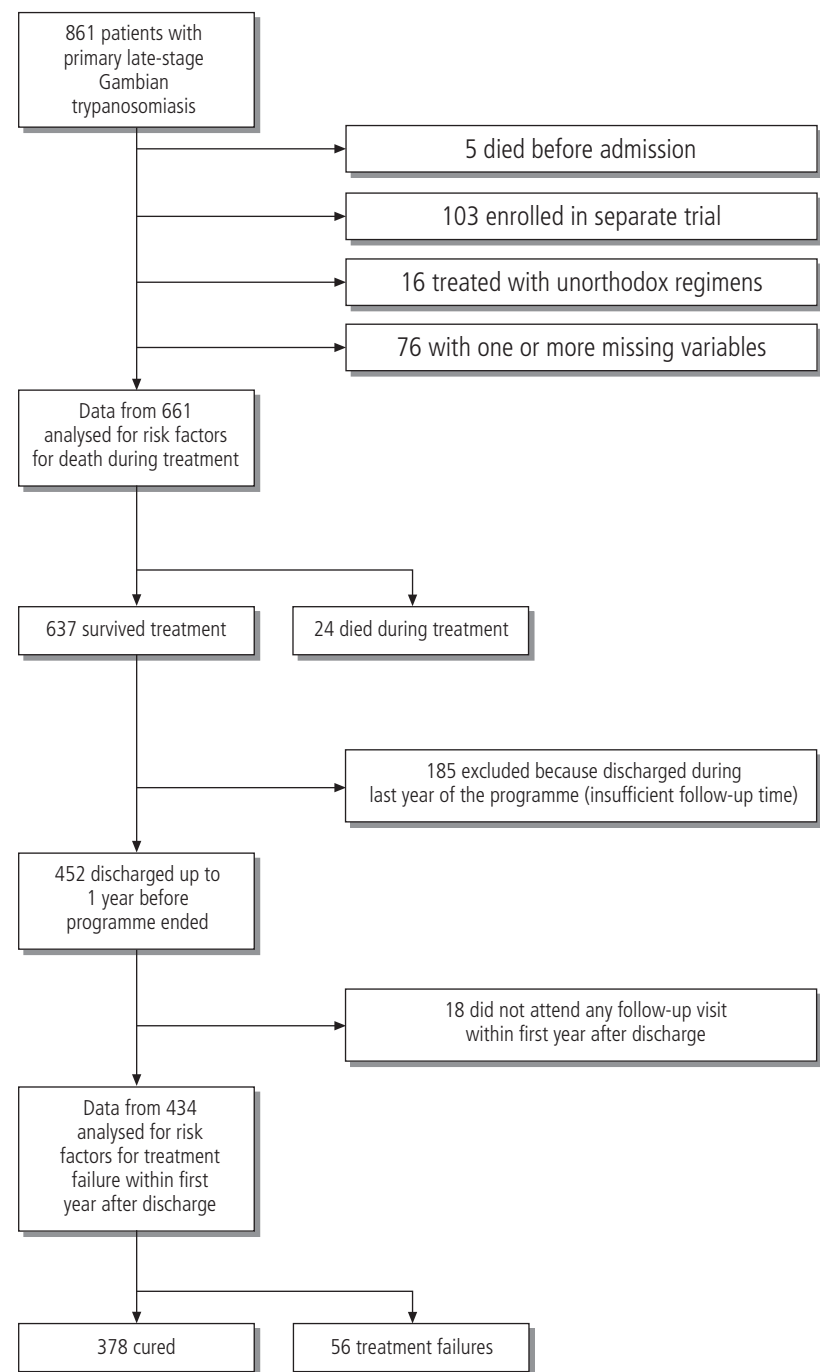 861 patients with
primary late-stage
Gambian
trypanosomiasis
5 died before admission
103 enrolled in separate trial
16 treated with unorthodox regimens
76 with one or more missing variables
Data from 661
analysed for risk factors
for death during treatment
637 survived treatment
24 died during treatment
185 excluded because discharged during
last year of the programme (insufficient follow-up time)
452 discharged up to
1 year before
programme ended
18 did not attend any follow-up visit
within first year after discharge
Data from 434
analysed for risk
factors for treatment
failure within first
year after discharge
378 cured
56 treatment failures